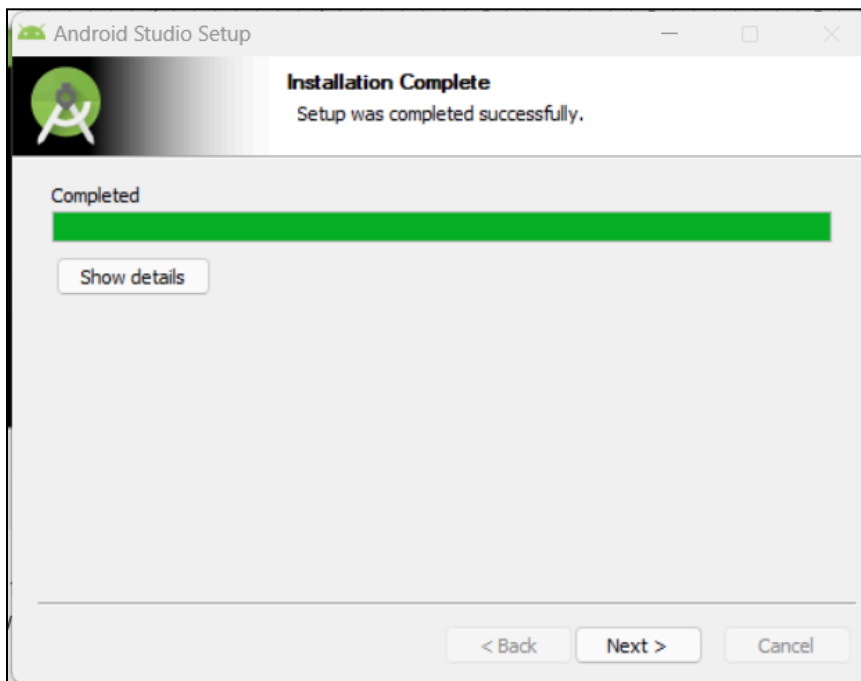 Android Studio Setup
Installation Complete
Setup was completed successfully.
Completed
Show details
< Back
Next >
Cancel